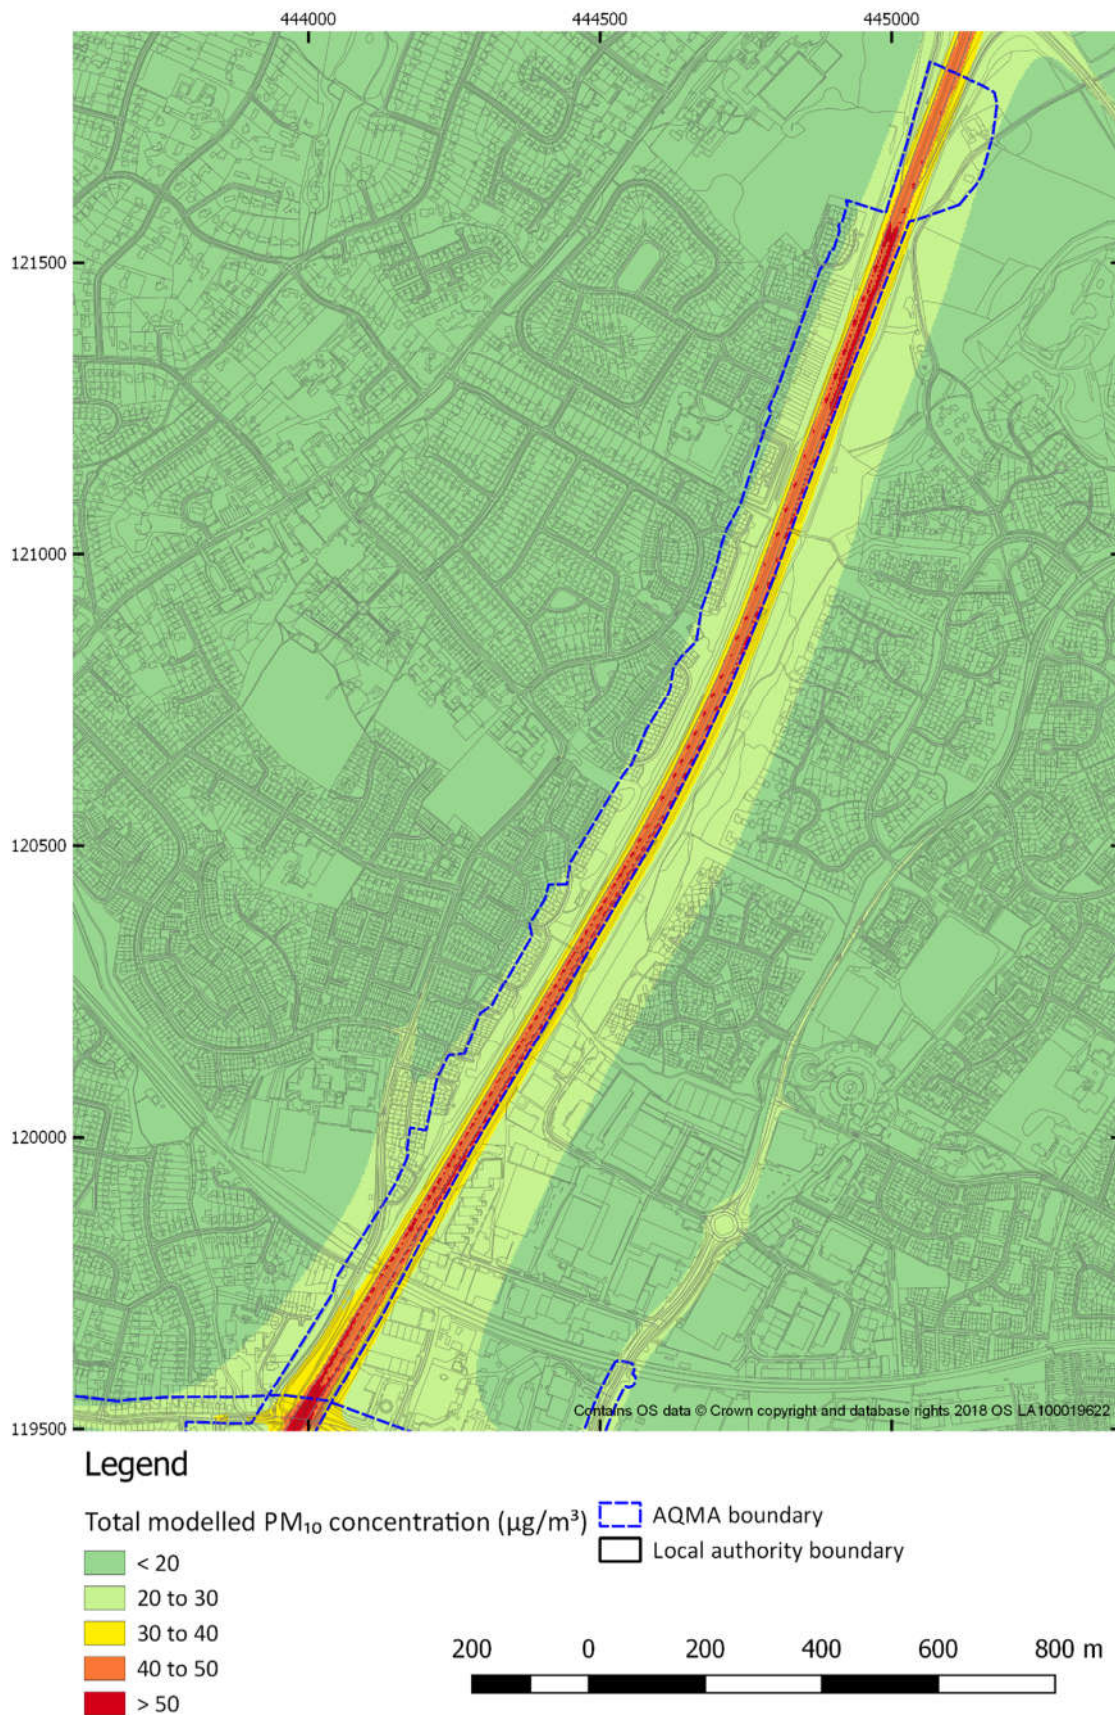 444000 444500 445000
121500
121000
120500
120000
119500
Contains OS data © Crown copyright and database rights 2018 OS LA100019622
Legend
Total modelled PM₁₀ concentration (µg/m³)
< 20
20 to 30
30 to 40
40 to 50
> 50
AQMA boundary
Local authority boundary
200 0 200 400 600 800 m